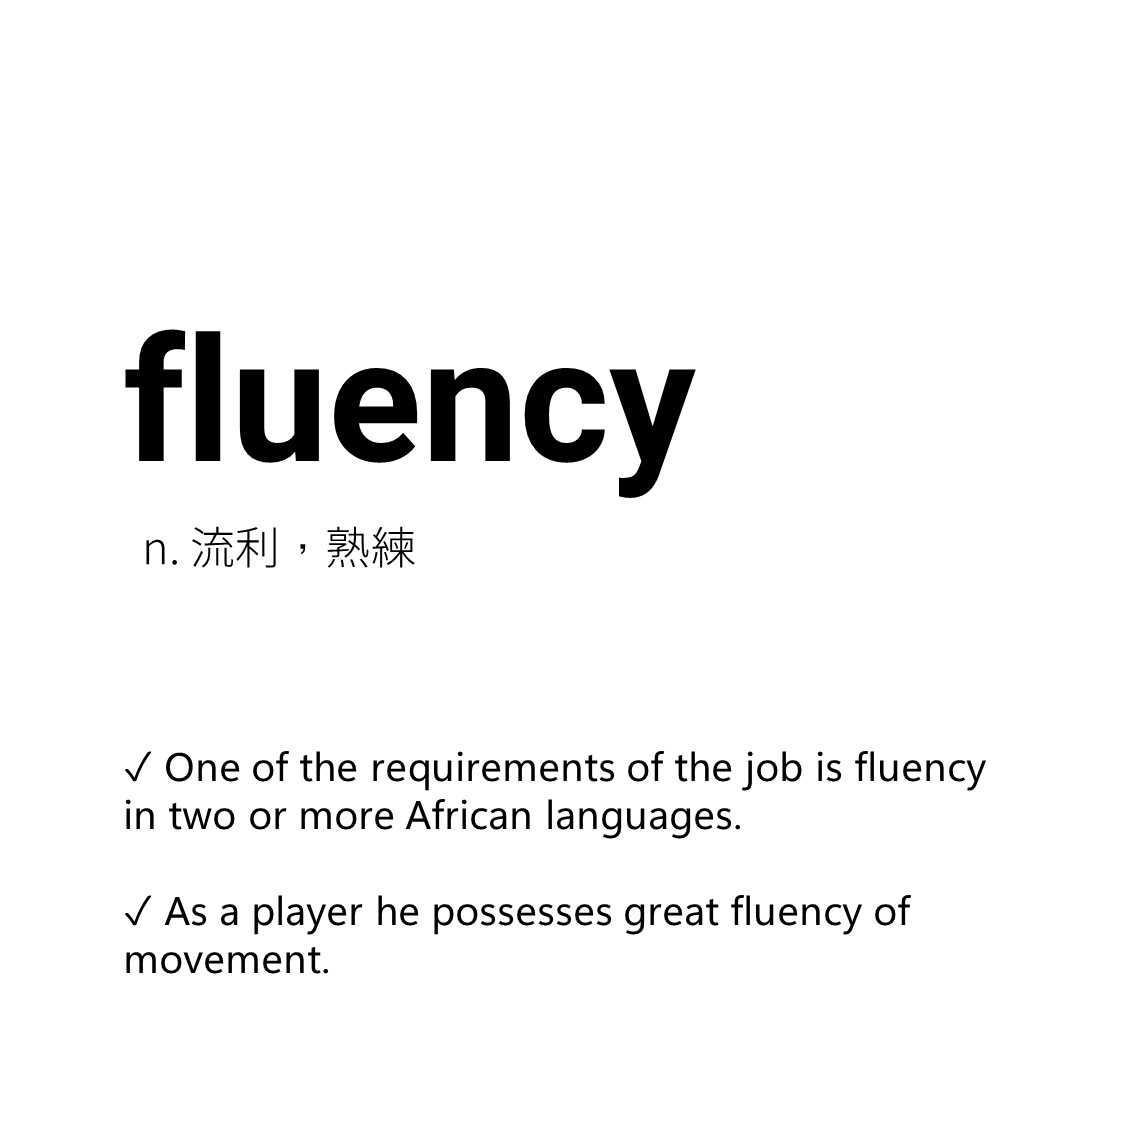 fluency
n. 流利，熟練
✓ One of the requirements of the job is fluency
in two or more African languages.
✓ As a player he possesses great fluency of
movement.